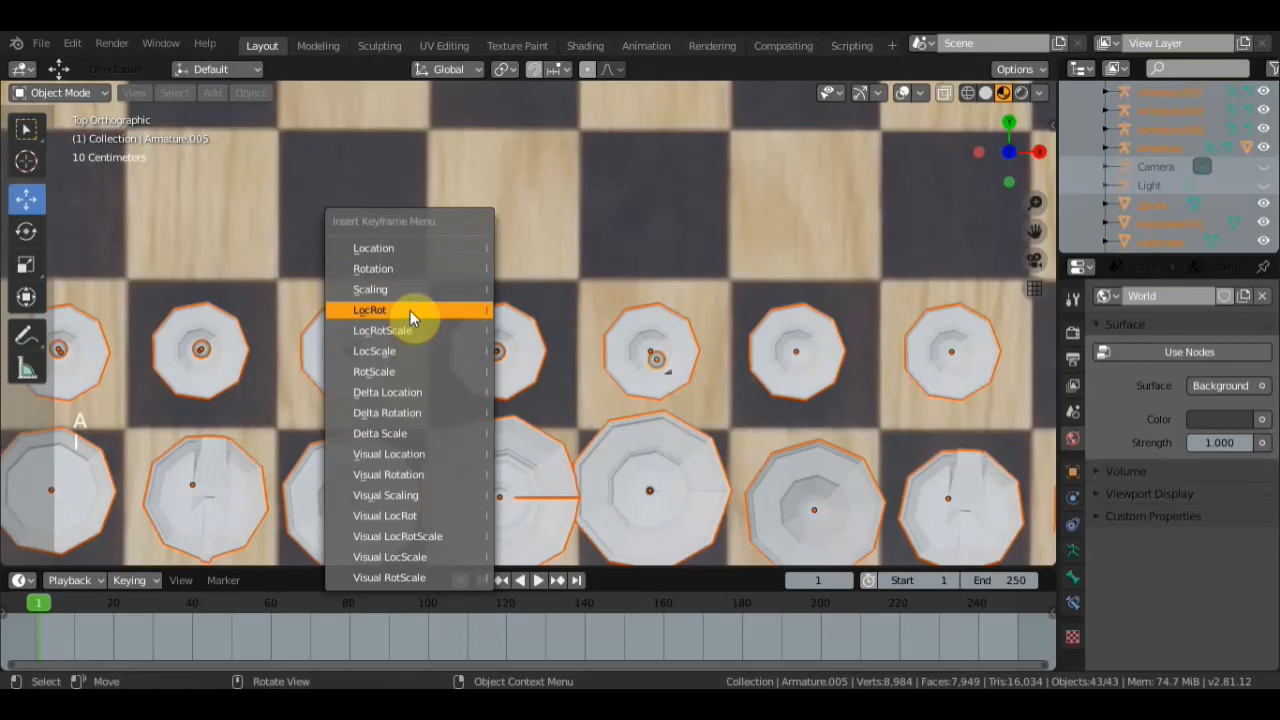 File Edit Render Window Help Layout Modeling Sculpting UV Editing Texture Paint Shading Animation Rendering Compositing Scripting + Scene View Layer
Orientation Default Global Options
Object Mode View Select Add Object
Top Orthographic
(1) Collection | Armature.005
10 Centimeters
Y
X
Camera
Light
Insert Keyframe Menu
Location I
Rotation I
Scaling I
LocRot I
LocRotScale I
LocScale I
RotScale I
Delta Location I
Delta Rotation I
Delta Scale I
Visual Location I
Visual Rotation I
Visual Scaling I
Visual LocRot I
Visual LocRotScale I
Visual LocScale I
Visual RotScale I
A
I
World
Surface
Use Nodes
Surface Background
Color
Strength 1.000
Volume
Viewport Display
Custom Properties
Playback Keying View Marker 1 Start 1 End 250
1 20 40 60 80 100 120 140 160 180 200 220 240
Select Move Rotate View Object Context Menu Collection | Armature.005 | Verts:8,984 | Faces:7,949 | Tris:16,034 | Objects:43/43 | Mem: 74.7 MiB | v2.81.12